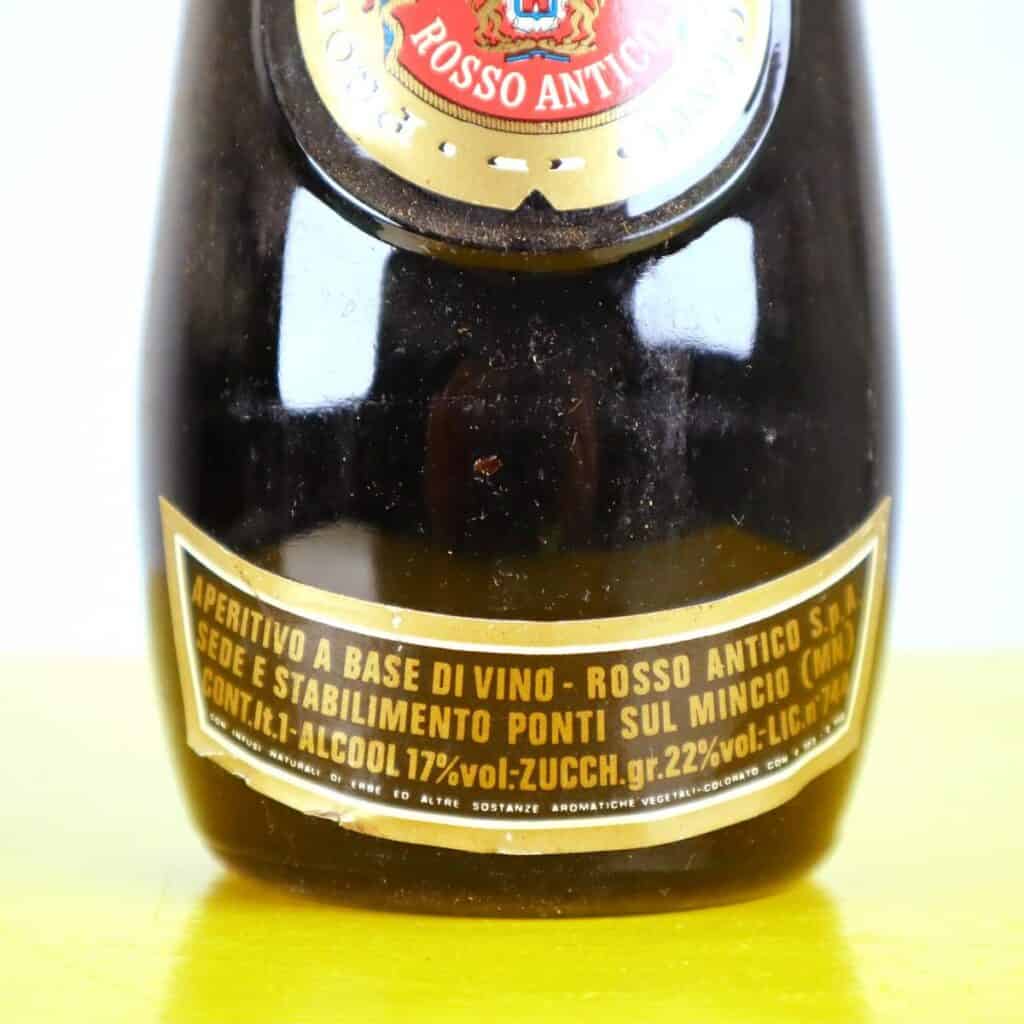 ROSSO ANTICO
APERITIVO A BASE DI VINO - ROSSO ANTICO S.p.A.
SEDE E STABILIMENTO PONTI SUL MINCIO (MN)
CONT.lt.1-ALCOOL 17%vol.-ZUCCH.gr.22%vol.-LIC.n°
CON INFUSI NATURALI DI ERBE ED ALTRE SOSTANZE AROMATICHE VEGETALI-COLORATO CON